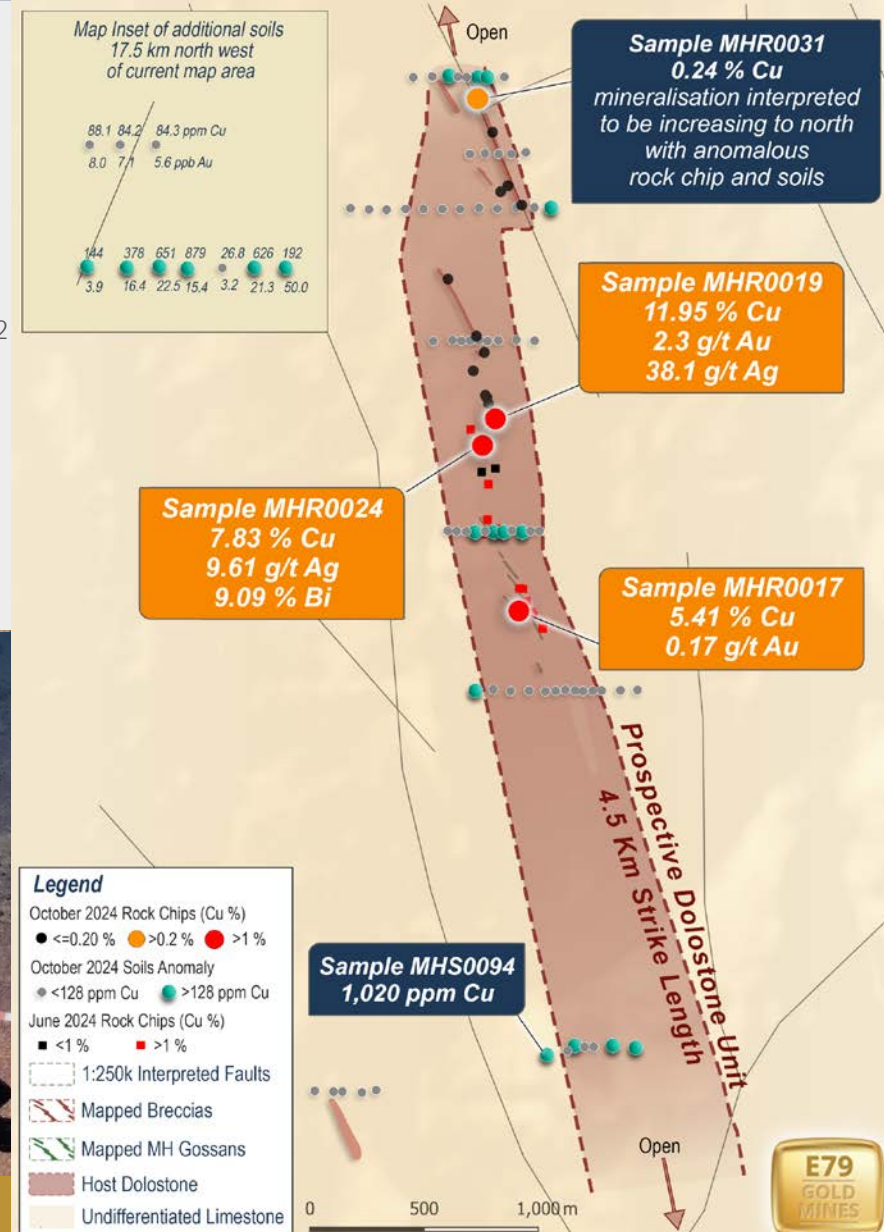 Map Inset of additional soils
17.5 km north west
of current map area
88.1 84.2 84.3 ppm Cu
8.0 7.1 5.6 ppb Au
144 378 651 879 26.8 626 192
3.9 16.4 22.5 15.4 3.2 21.3 50.0
2
Open
Sample MHR0031
0.24 % Cu
mineralisation interpreted
to be increasing to north
with anomalous
rock chip and soils
Sample MHR0019
11.95 % Cu
2.3 g/t Au
38.1 g/t Ag
Sample MHR0024
7.83 % Cu
9.61 g/t Ag
9.09 % Bi
Sample MHR0017
5.41 % Cu
0.17 g/t Au
Prospective Dolostone Unit
4.5 Km Strike Length
Sample MHS0094
1,020 ppm Cu
Legend
October 2024 Rock Chips (Cu %)
<=0.20 % >0.2 % >1 %
October 2024 Soils Anomaly
<128 ppm Cu >128 ppm Cu
June 2024 Rock Chips (Cu %)
<1 % >1 %
1:250k Interpreted Faults
Mapped Breccias
Mapped MH Gossans
Host Dolostone
Undifferentiated Limestone
0 500 1,000 m
Open
E79
GOLD
MINES